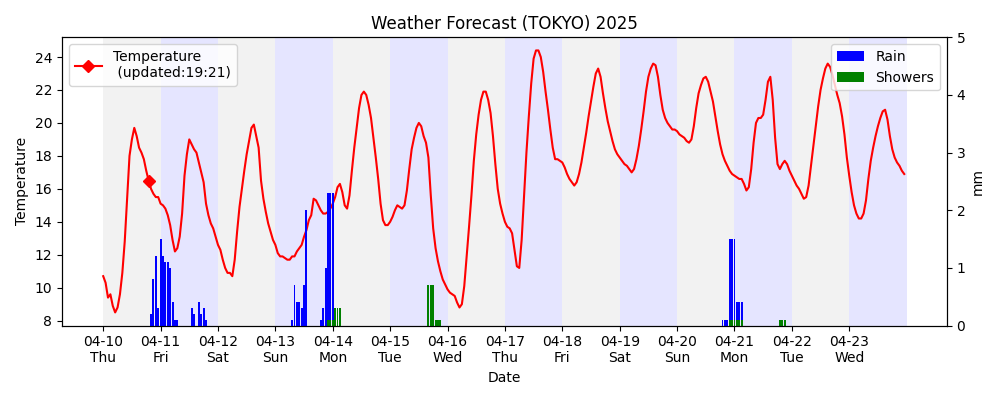 Weather Forecast (TOKYO) 2025
Temperature
(updated:19:21)
Rain
Showers
Temperature
24
22
20
18
16
14
12
10
8
5
4
3
2
1
0
mm
04-10 04-11 04-12 04-13 04-14 04-15 04-16 04-17 04-18 04-19 04-20 04-21 04-22 04-23
Thu Fri Sat Sun Mon Tue Wed Thu Fri Sat Sun Mon Tue Wed
Date